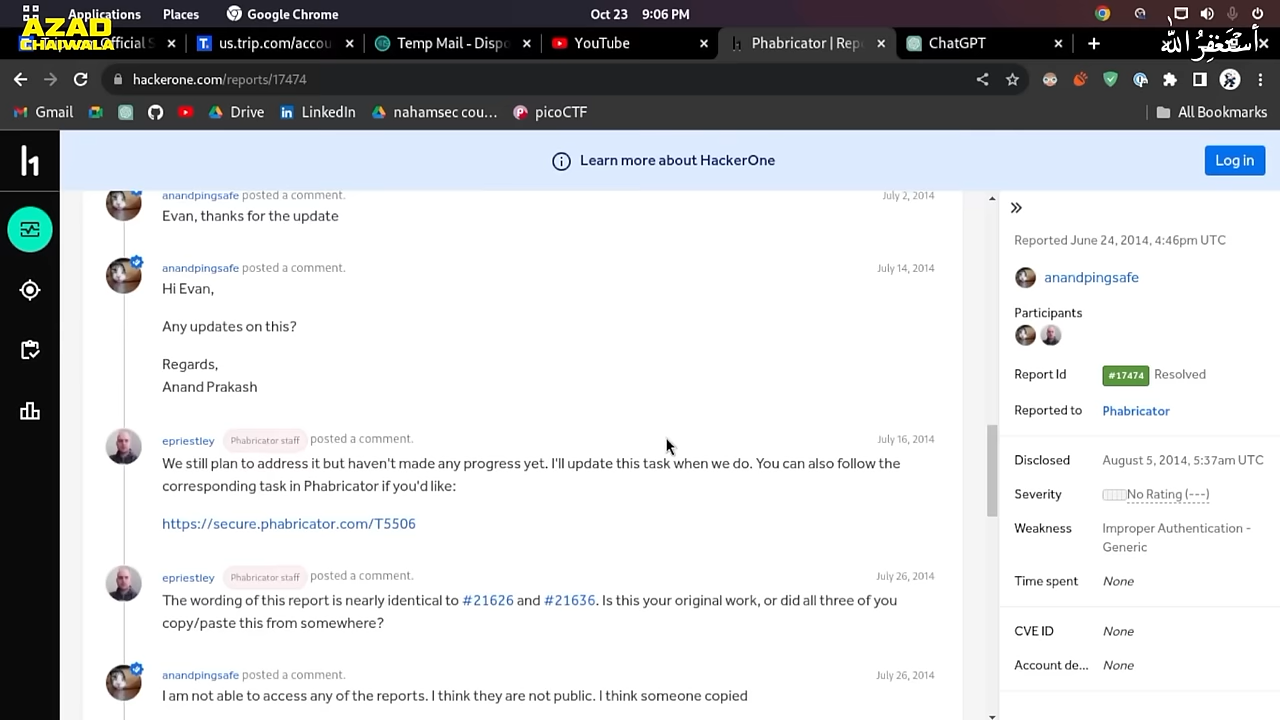 Applications Places Google Chrome Oct 23 9:06 PM
AZAD
CHAIWALA
Official S us.trip.com/accou Temp Mail - Dispo YouTube Phabricator | Repo ChatGPT
أستغفر الله
hackerone.com/reports/17474
Gmail Drive LinkedIn nahamsec cou... picoCTF All Bookmarks
Learn more about HackerOne Log in
anandpingsafe posted a comment. July 2, 2014
Evan, thanks for the update
anandpingsafe posted a comment. July 14, 2014
Hi Evan,
Any updates on this?
Regards,
Anand Prakash
epriestley Phabricator staff posted a comment. July 16, 2014
We still plan to address it but haven't made any progress yet. I'll update this task when we do. You can also follow the
corresponding task in Phabricator if you'd like:
https://secure.phabricator.com/T5506
epriestley Phabricator staff posted a comment. July 26, 2014
The wording of this report is nearly identical to #21626 and #21636. Is this your original work, or did all three of you
copy/paste this from somewhere?
anandpingsafe posted a comment. July 26, 2014
I am not able to access any of the reports. I think they are not public. I think someone copied
Reported June 24, 2014, 4:46pm UTC
anandpingsafe
Participants
Report Id #17474 Resolved
Reported to Phabricator
Disclosed August 5, 2014, 5:37am UTC
Severity No Rating (---)
Weakness Improper Authentication -
Generic
Time spent None
CVE ID None
Account de... None